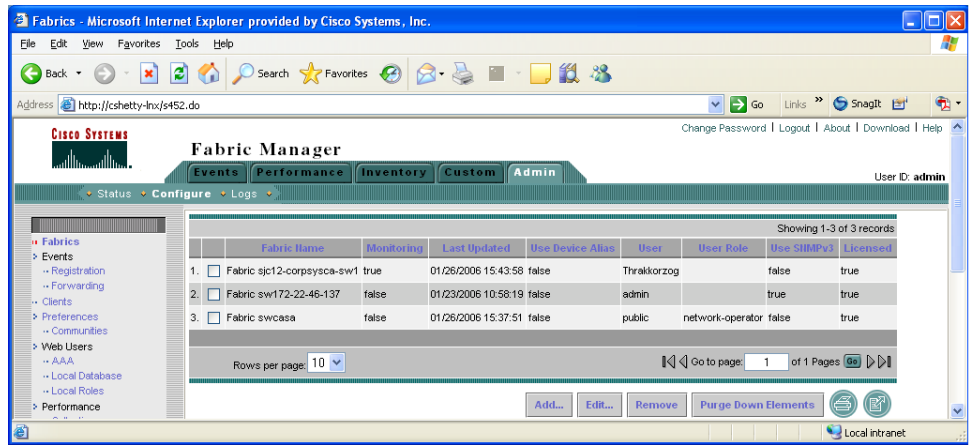 Fabrics - Microsoft Internet Explorer provided by Cisco Systems, Inc.
File Edit View Favorites Tools Help
Back Search Favorites
Address http://cshetty-lnx/s452.do Go Links » SnagIt
Change Password | Logout | About | Download | Help
CISCO SYSTEMS
Fabric Manager
Events Performance Inventory Custom Admin
User ID: admin
Status Configure Logs
Fabrics
Events
Registration
Forwarding
Clients
Preferences
Communities
Web Users
AAA
Local Database
Local Roles
Performance
Showing 1-3 of 3 records
Fabric Name Monitoring Last Updated Use Device Alias User User Role Use SNMPv3 Licensed
1. Fabric sjc12-corpsysca-sw1 true 01/26/2006 15:43:58 false Thrakkorzog false true
2. Fabric sw172-22-46-137 false 01/23/2006 10:58:19 false admin true true
3. Fabric swcasa false 01/26/2006 15:37:51 false public network-operator false true
Rows per page: 10 Go to page: 1 of 1 Pages Go
Add... Edit... Remove Purge Down Elements
Local intranet